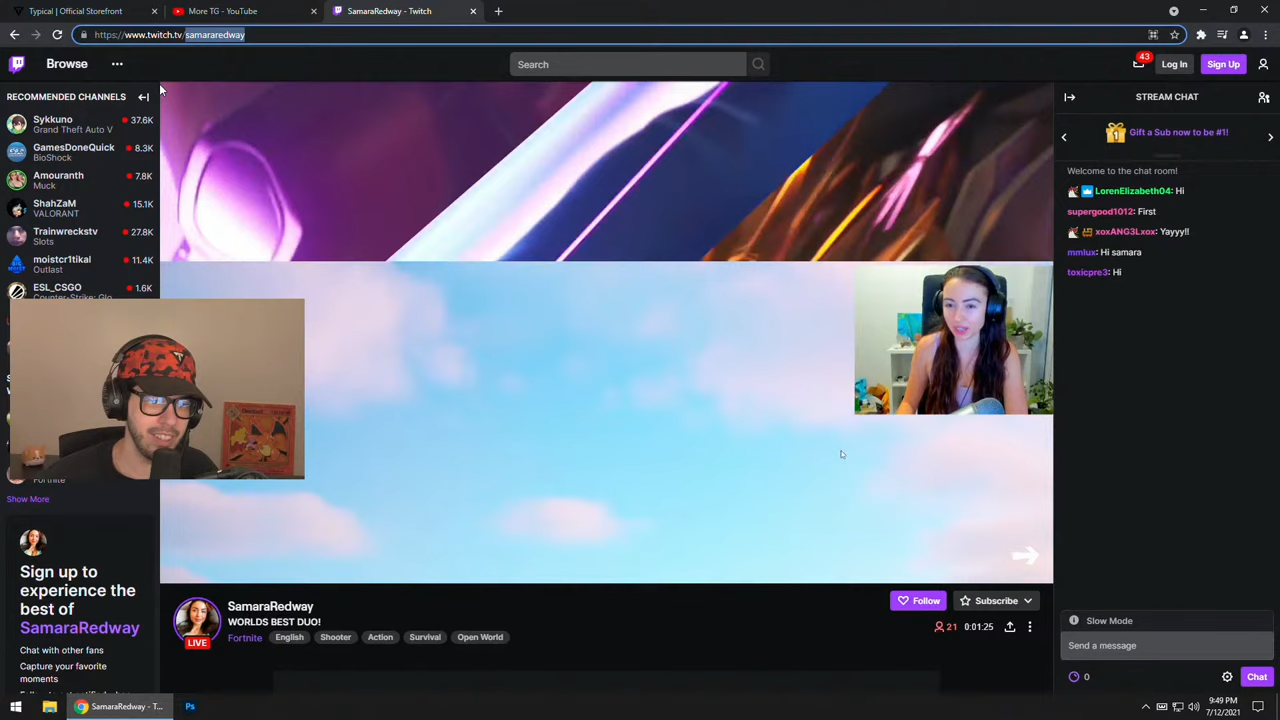 Typical | Official Storefront
More TG - YouTube
SamaraRedway - Twitch
https://www.twitch.tv/samararedway
Browse
Search
43
Log In
Sign Up
RECOMMENDED CHANNELS
Sykkuno
Grand Theft Auto V
37.6K
GamesDoneQuick
BioShock
8.3K
Amouranth
Muck
7.8K
ShahZaM
VALORANT
15.1K
Trainwreckstv
Slots
27.8K
moistcr1tikal
Outlast
11.4K
ESL_CSGO
1.6K
Fortnite
Show More
Sign up to
experience the
best of
SamaraRedway
Chat with other fans
Capture your favorite
moments
SamaraRedway
WORLDS BEST DUO!
LIVE
Fortnite
English
Shooter
Action
Survival
Open World
Follow
Subscribe
21
0:01:25
STREAM CHAT
1
Gift a Sub now to be #1!
Welcome to the chat room!
LorenElizabeth04: Hi
supergood1012: First
xoxANG3Lxox: Yayyy!!
mmlux: Hi samara
toxicpre3: Hi
Slow Mode
Send a message
0
Chat
SamaraRedway - T...
Ps
9:49 PM
7/12/2021